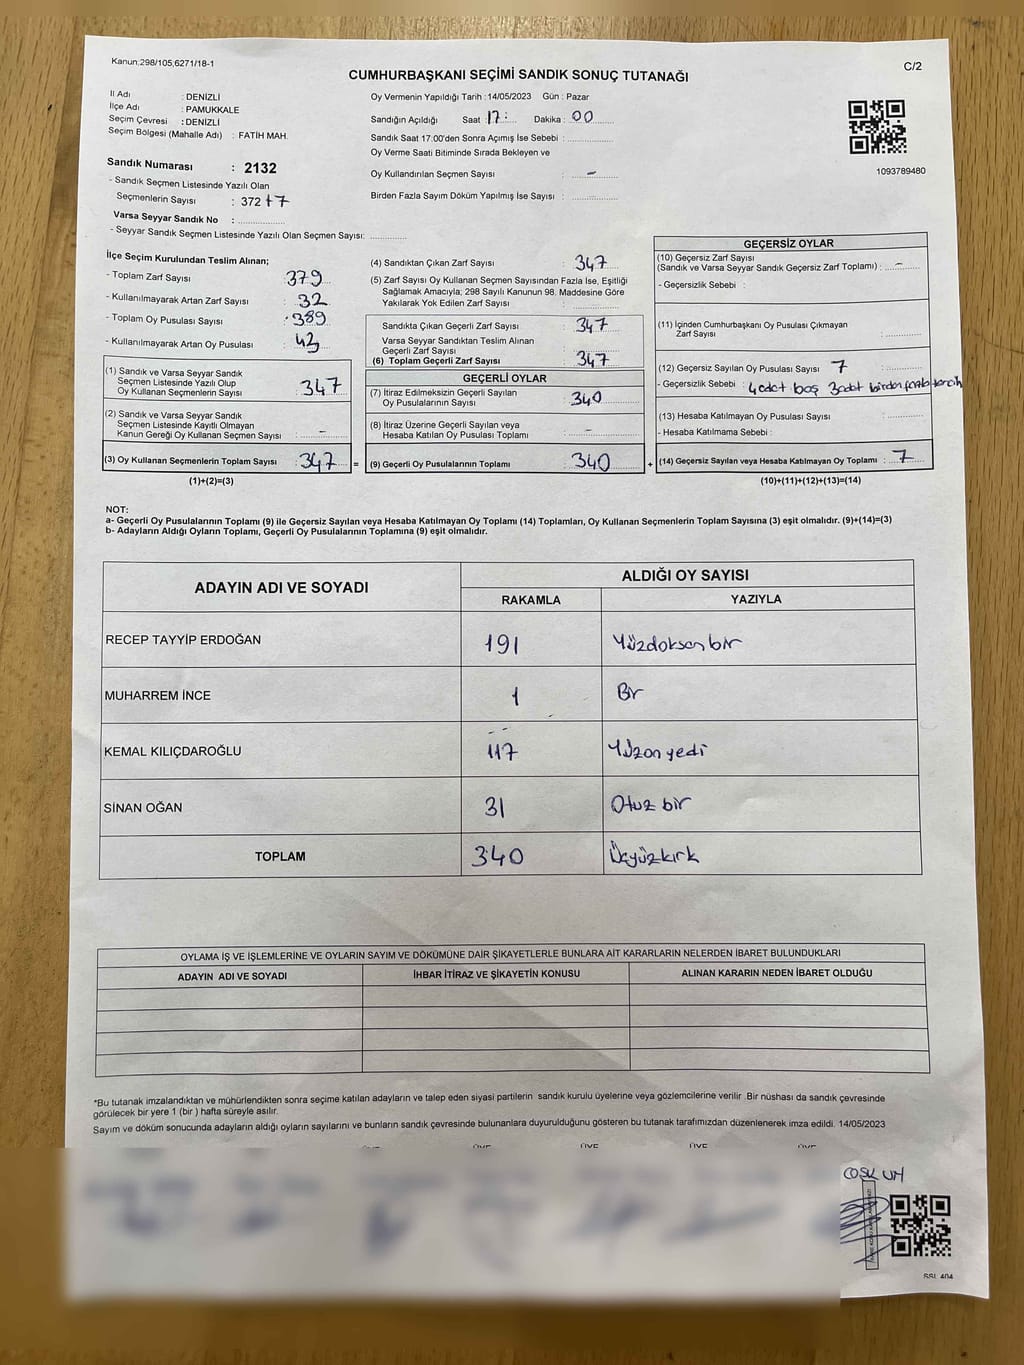 Kanun:298/105,6271/18-1
C/2
CUMHURBAŞKANI SEÇİMİ SANDIK SONUÇ TUTANAĞI
İl Adı : DENİZLİ
İlçe Adı : PAMUKKALE
Seçim Çevresi : DENİZLİ
Seçim Bölgesi (Mahalle Adı) : FATİH MAH.
Sandık Numarası : 2132
- Sandık Seçmen Listesinde Yazılı Olan
Seçmenlerin Sayısı : 372 +7
Varsa Seyyar Sandık No :
- Seyyar Sandık Seçmen Listesinde Yazılı Olan Seçmen Sayısı:
Oy Vermenin Yapıldığı Tarih :14/05/2023 Gün : Pazar
Sandığın Açıldığı Saat 17: Dakika : 00
Sandık Saat 17.00'den Sonra Açımış İse Sebebi :
Oy Verme Saati Bitiminde Sırada Bekleyen ve
Oy Kullandırılan Seçmen Sayısı : -
Birden Fazla Sayım Döküm Yapılmış İse Sayısı :
1093789480
İlçe Seçim Kurulundan Teslim Alınan;
- Toplam Zarf Sayısı : 379
- Kullanılmayarak Artan Zarf Sayısı : 32
- Toplam Oy Pusulası Sayısı : 389
- Kullanılmayarak Artan Oy Pusulası : 42
(1) Sandık ve Varsa Seyyar Sandık
Seçmen Listesinde Yazılı Olup
Oy Kullanan Seçmenlerin Sayısı : 347
(2) Sandık ve Varsa Seyyar Sandık
Seçmen Listesinde Kayıtlı Olmayan
Kanun Gereği Oy Kullanan Seçmen Sayısı : -
(3) Oy Kullanan Seçmenlerin Toplam Sayısı : 347 =
(1)+(2)=(3)
(4) Sandıktan Çıkan Zarf Sayısı : 347
(5) Zarf Sayısı Oy Kullanan Seçmen Sayısından Fazla İse, Eşitliği
Sağlamak Amacıyla; 298 Sayılı Kanunun 98. Maddesine Göre
Yakılarak Yok Edilen Zarf Sayısı :
Sandıkta Çıkan Geçerli Zarf Sayısı : 347
Varsa Seyyar Sandıktan Teslim Alınan
Geçerli Zarf Sayısı :
(6) Toplam Geçerli Zarf Sayısı : 347
GEÇERLİ OYLAR
(7) İtiraz Edilmeksizin Geçerli Sayılan
Oy Pusulalarının Sayısı : 340
(8) İtiraz Üzerine Geçerli Sayılan veya
Hesaba Katılan Oy Pusulası Toplamı : -
(9) Geçerli Oy Pusulalarının Toplamı : 340 +
GEÇERSİZ OYLAR
(10) Geçersiz Zarf Sayısı
(Sandık ve Varsa Seyyar Sandık Geçersiz Zarf Toplamı) : -
- Geçersizlik Sebebi :
(11) İçinden Cumhurbaşkanı Oy Pusulası Çıkmayan
Zarf Sayısı :
(12) Geçersiz Sayılan Oy Pusulası Sayısı : 7
- Geçersizlik Sebebi : 4 adet boş 3 adet birden fazla tercih
(13) Hesaba Katılmayan Oy Pusulası Sayısı :
- Hesaba Katılmama Sebebi :
(14) Geçersiz Sayılan veya Hesaba Katılmayan Oy Toplamı : 7
(10)+(11)+(12)+(13)=(14)
NOT:
a- Geçerli Oy Pusulalarının Toplamı (9) ile Geçersiz Sayılan veya Hesaba Katılmayan Oy Toplamı (14) Toplamları, Oy Kullanan Seçmenlerin Toplam Sayısına (3) eşit olmalıdır. (9)+(14)=(3)
b- Adayların Aldığı Oyların Toplamı, Geçerli Oy Pusulalarının Toplamına (9) eşit olmalıdır.
ADAYIN ADI VE SOYADI ALDIĞI OY SAYISI
RAKAMLA YAZIYLA
RECEP TAYYİP ERDOĞAN 191 Yüzdoksan bir
MUHARREM İNCE 1 Bir
KEMAL KILIÇDAROĞLU 117 Yüzon yedi
SİNAN OĞAN 31 Otuz bir
TOPLAM 340 Üçyüzkırk
OYLAMA İŞ VE İŞLEMLERİNE VE OYLARIN SAYIM VE DÖKÜMÜNE DAİR ŞİKAYETLERLE BUNLARA AİT KARARLARIN NELERDEN İBARET BULUNDUKLARI
ADAYIN ADI VE SOYADI İHBAR İTİRAZ VE ŞİKAYETİN KONUSU ALINAN KARARIN NEDEN İBARET OLDUĞU
*Bu tutanak imzalandıktan ve mühürlendikten sonra seçime katılan adayların ve talep eden siyasi partilerin sandık kurulu üyelerine veya gözlemcilerine verilir .Bir nüshası da sandık çevresinde
görülecek bir yere 1 (bir ) hafta süreyle asılır.
Sayım ve döküm sonucunda adayların aldığı oyların sayılarını ve bunların sandık çevresinde bulunanlara duyurulduğunu gösteren bu tutanak tarafımızdan düzenlenerek imza edildi. 14/05/2023
ÜYE ÜYE ÜYE ÜYE ÜYE
COŞKUN
SSL 404